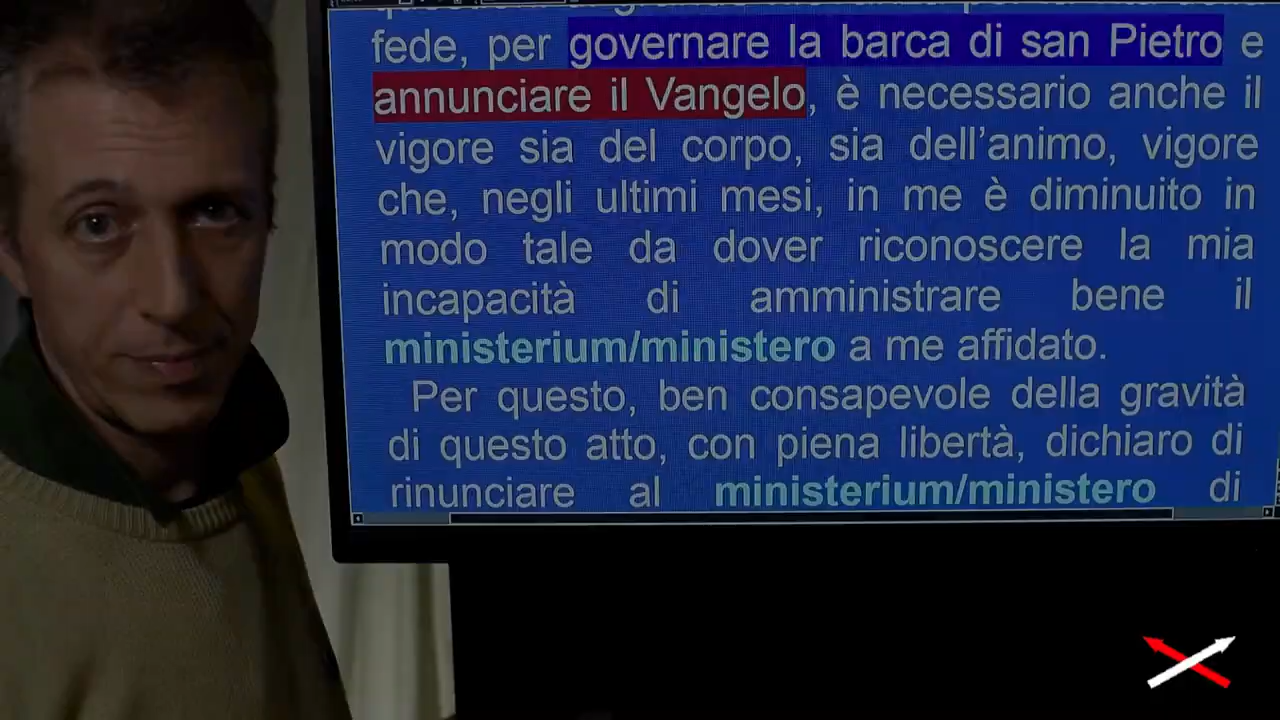 fede, per governare la barca di san Pietro e
annunciare il Vangelo, è necessario anche il
vigore sia del corpo, sia dell’animo, vigore
che, negli ultimi mesi, in me è diminuito in
modo tale da dover riconoscere la mia
incapacità di amministrare bene il
ministerium/ministero a me affidato.
Per questo, ben consapevole della gravità
di questo atto, con piena libertà, dichiaro di
rinunciare al ministerium/ministero di